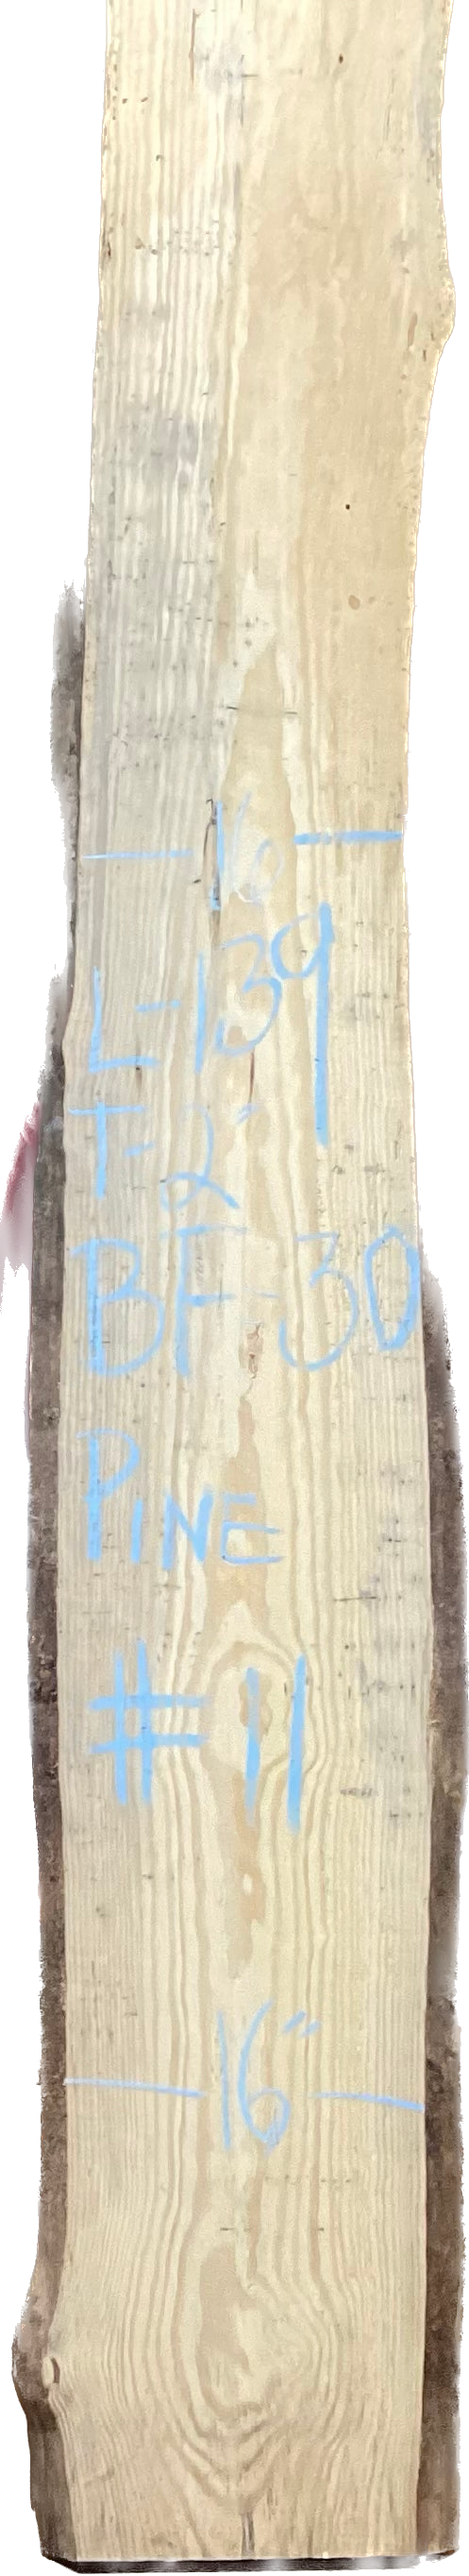 — 16 —
L-139
T-2"
BF-30
PINE
#11
— 16" —